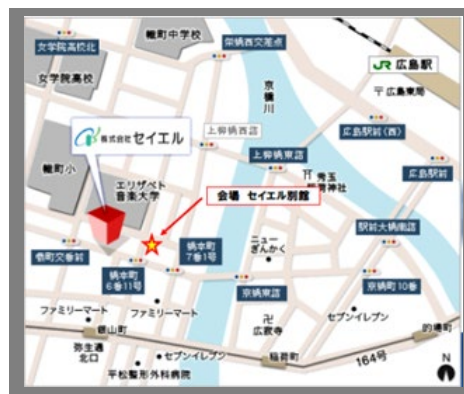 幟町中学校
栄橋西交差点
女学院高校北
JR 広島駅
女学院高校
〒広島東局
京橋川
上柳橋西詰
広島駅前(西)
株式会社セイエル
上柳橋東詰
広島駅前
幟町小
エリザベト
音楽大学
会場 セイエル別館
駅前大橋南詰
ニュー
ぎんかく
橋本町
7番1号
幟町交番前
橋本町
6番11号
京橋東詰
京橋町10番
ファミリーマート
ファミリーマート
卍
広寂寺
セブンイレブン
銀山町
的場町
弥生通
北口
セブンイレブン
稲荷町
164号
平松整形外科病院
N